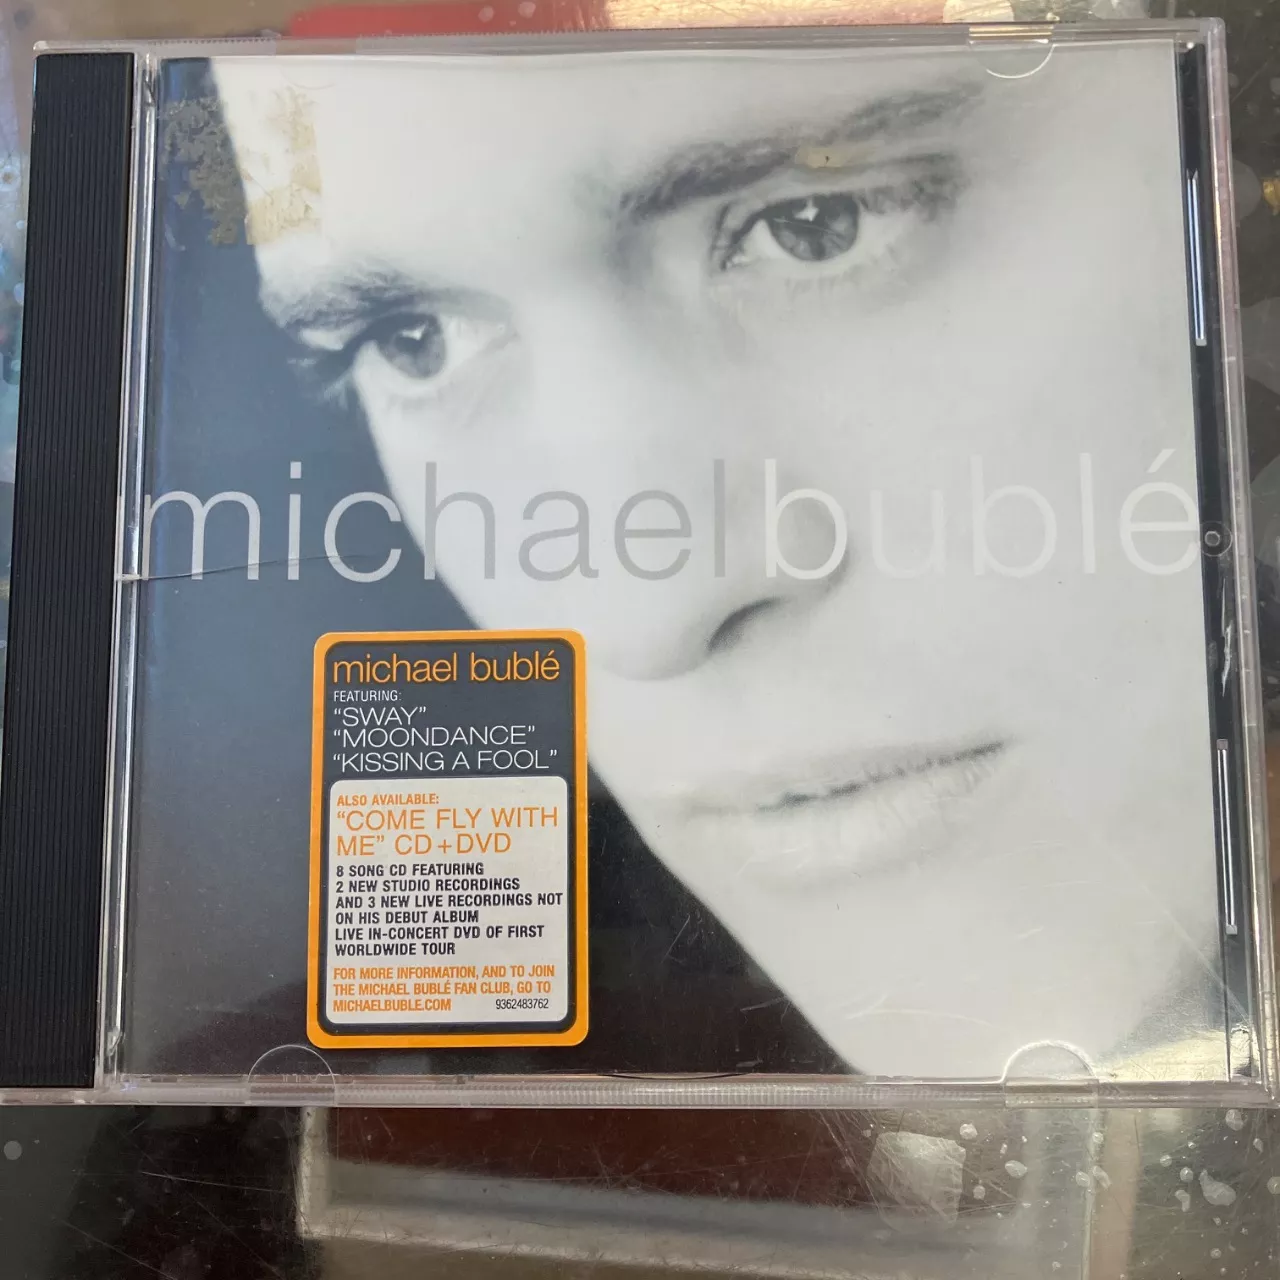 michaelbublé
michael bublé
FEATURING:
“SWAY”
“MOONDANCE”
“KISSING A FOOL”
ALSO AVAILABLE:
“COME FLY WITH
ME” CD+DVD
8 SONG CD FEATURING
2 NEW STUDIO RECORDINGS
AND 3 NEW LIVE RECORDINGS NOT
ON HIS DEBUT ALBUM
LIVE IN-CONCERT DVD OF FIRST
WORLDWIDE TOUR
FOR MORE INFORMATION, AND TO JOIN
THE MICHAEL BUBLÉ FAN CLUB, GO TO
MICHAELBUBLE.COM 9362483762